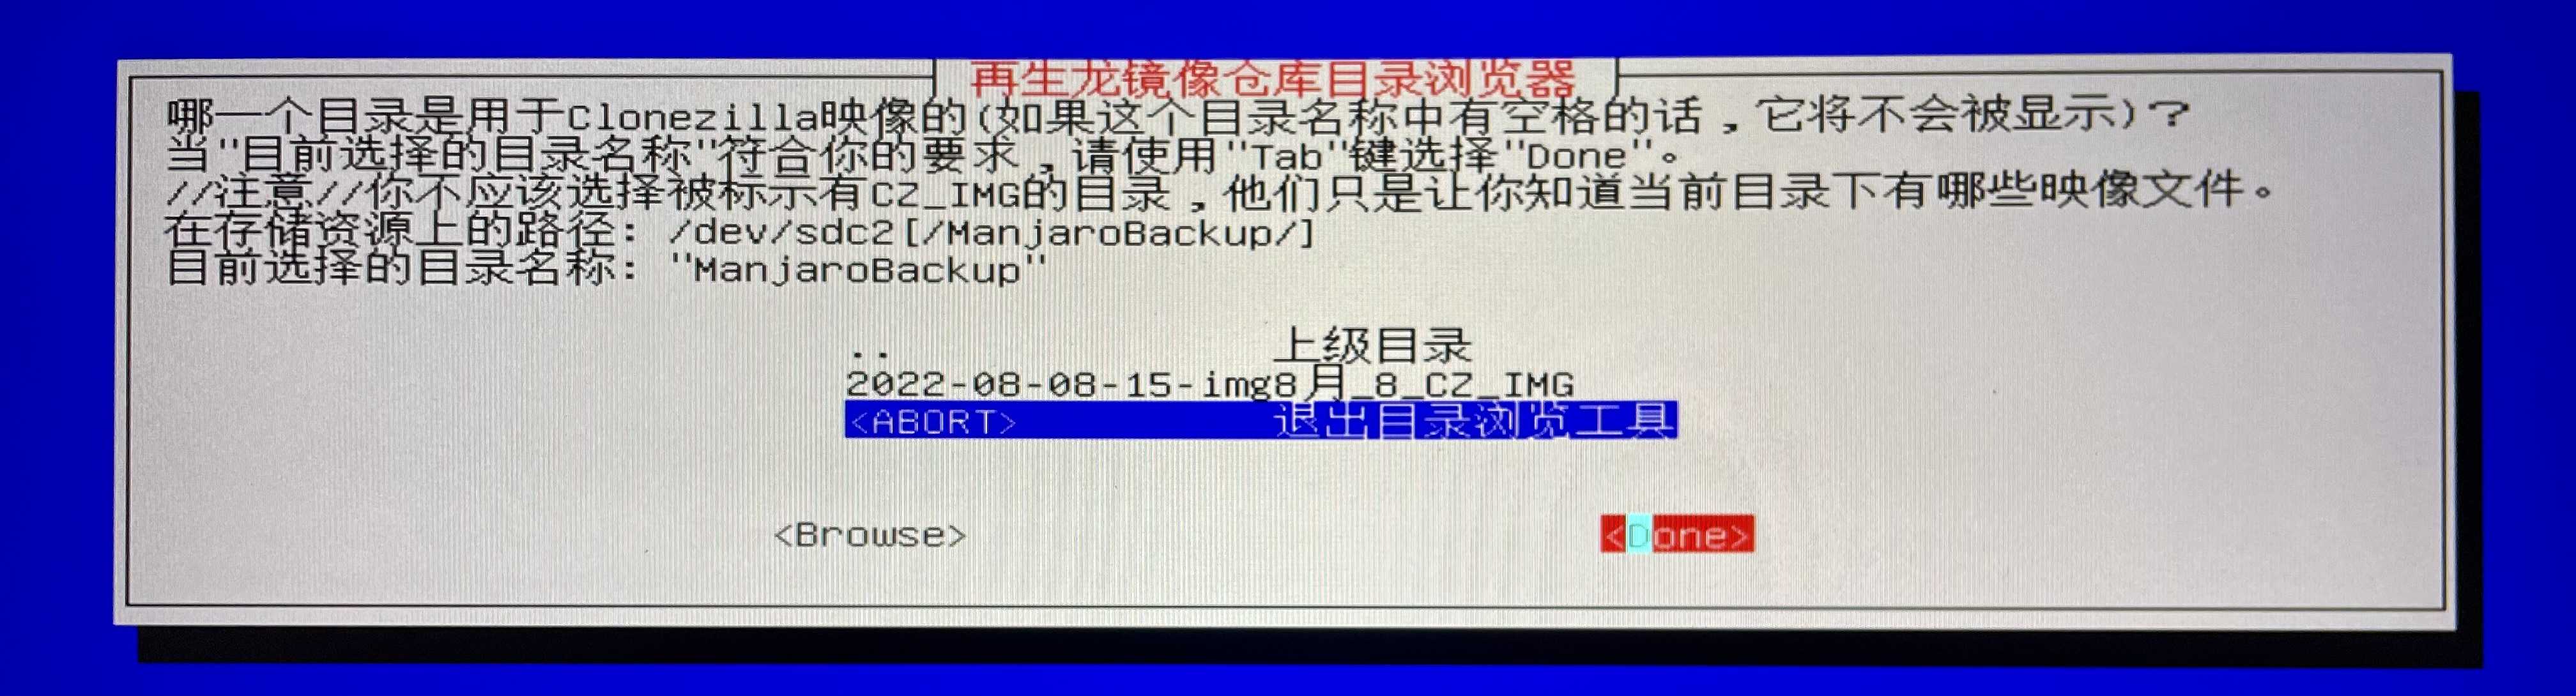 再生龙镜像仓库目录浏览器
哪一个目录是用于Clonezilla映像的(如果这个目录名称中有空格的话,它将不会被显示)?
当"目前选择的目录名称"符合你的要求,请使用"Tab"键选择"Done"。
//注意//你不应该选择被标示有CZ_IMG的目录,他们只是让你知道当前目录下有哪些映像文件。
在存储资源上的路径: /dev/sdc2[/ManjaroBackup/]
目前选择的目录名称: "ManjaroBackup"
.. 上级目录
2022-08-08-15-img8月_8_CZ_IMG
<ABORT> 退出目录浏览工具
<Browse> <Done>